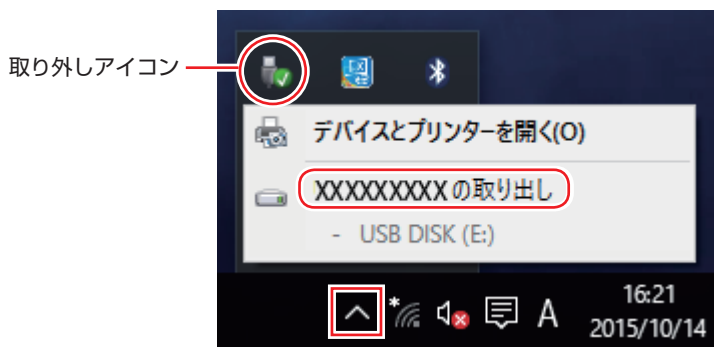 取り外しアイコン
デバイスとプリンターを開く(O)
XXXXXXXXX の取り出し
- USB DISK (E:)
A
16:21
2015/10/14